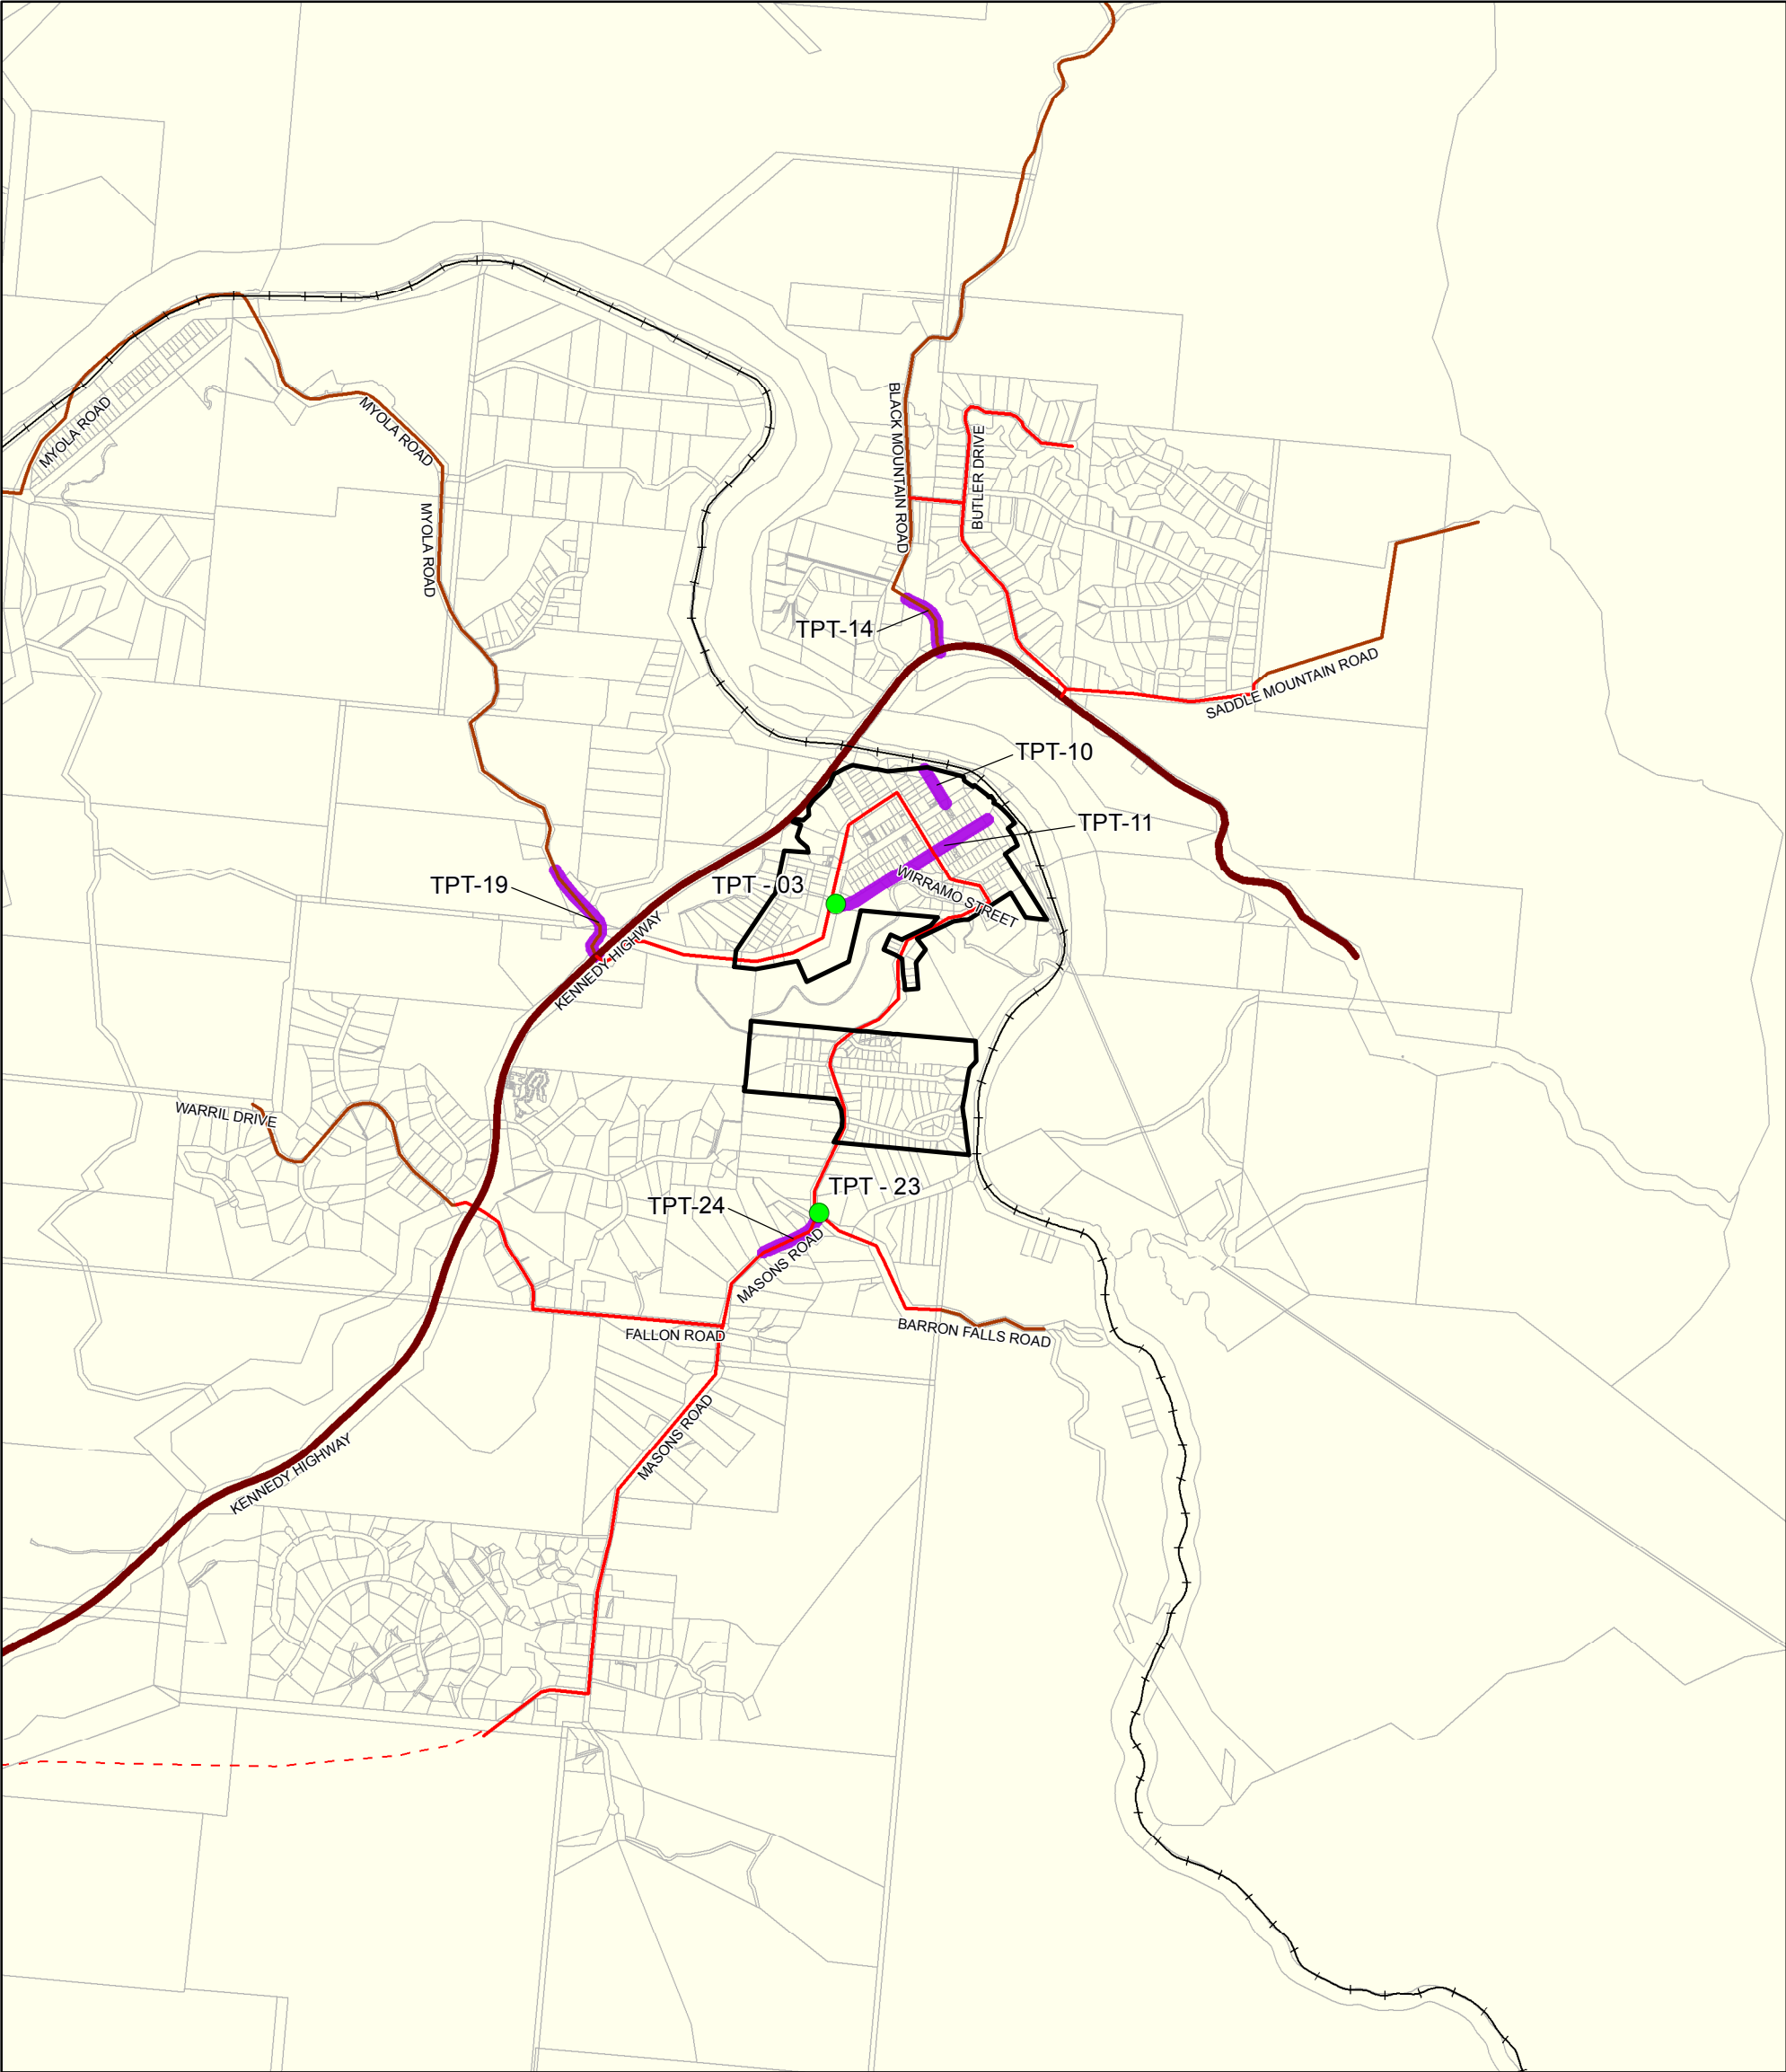 BLACK MOUNTAIN ROAD
MYOLA ROAD
MYOLA ROAD
BUTLER DRIVE
MYOLA ROAD
TPT-14
SADDLE MOUNTAIN ROAD
TPT-10
TPT-11
TPT-19
TPT - 03
WIRRAMO STREET
KENNEDY HIGHWAY
WARRIL DRIVE
TPT - 23
TPT-24
MASONS ROAD
FALLON ROAD
BARRON FALLS ROAD
MASONS ROAD
KENNEDY HIGHWAY